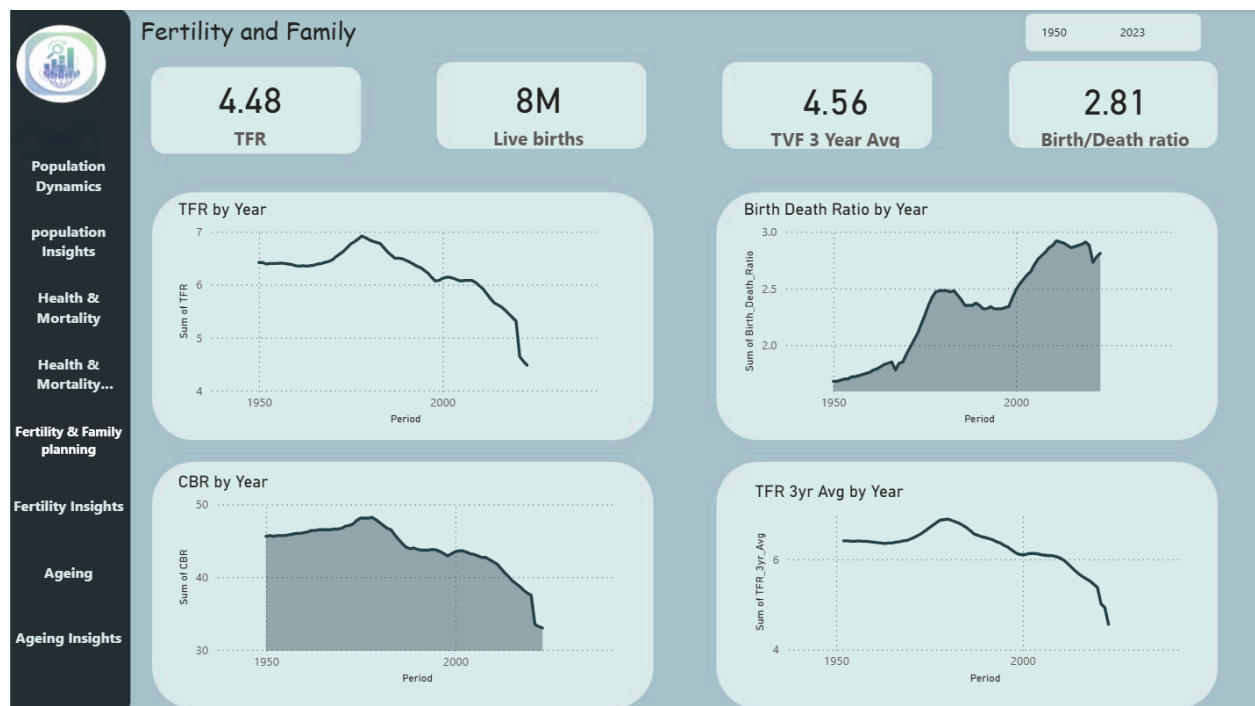 Fertility and Family
1950 2023
4.48
TFR
8M
Live births
4.56
TVF 3 Year Avg
2.81
Birth/Death ratio
Population
Dynamics
population
Insights
Health &
Mortality
Health &
Mortality...
Fertility & Family
planning
Fertility Insights
Ageing
Ageing Insights
TFR by Year
Sum of TFR
7
6
5
4
1950 2000
Period
Birth Death Ratio by Year
Sum of Birth_Death_Ratio
3.0
2.5
2.0
1950 2000
Period
CBR by Year
Sum of CBR
50
40
30
1950 2000
Period
TFR 3yr Avg by Year
Sum of TFR_3yr_Avg
6
4
1950 2000
Period